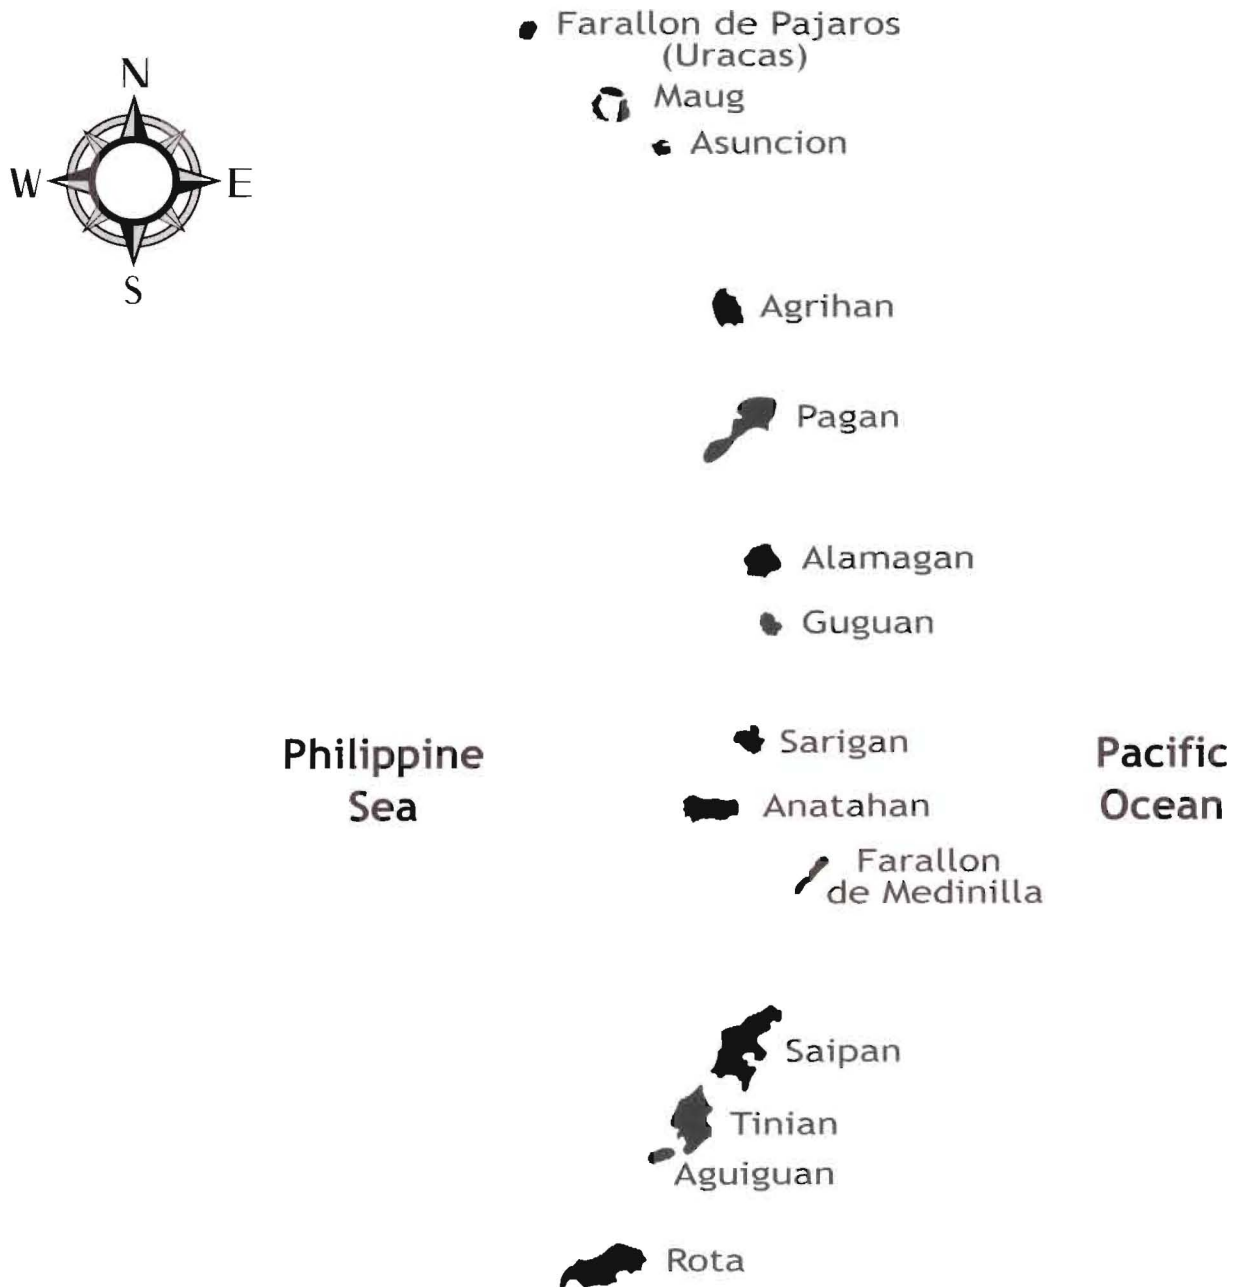 Farallon de Pajaros
(Uracas)
N
Maug
Asuncion
W
E
S
Agrihan
Pagan
Alamagan
Guguan
Sarigan
Philippine
Sea
Pacific
Ocean
Anatahan
Farallon
de Medinilla
Saipan
Tinian
Aguiguan
Rota